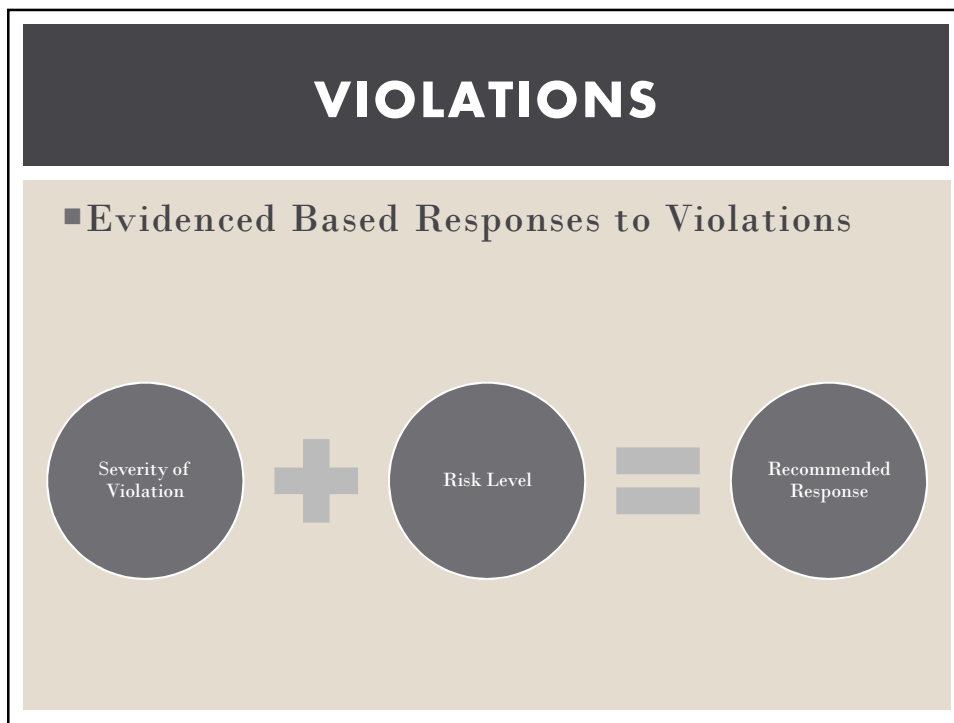 VIOLATIONS
▪Evidenced Based Responses to Violations
Severity of
Violation
Risk Level
Recommended
Response